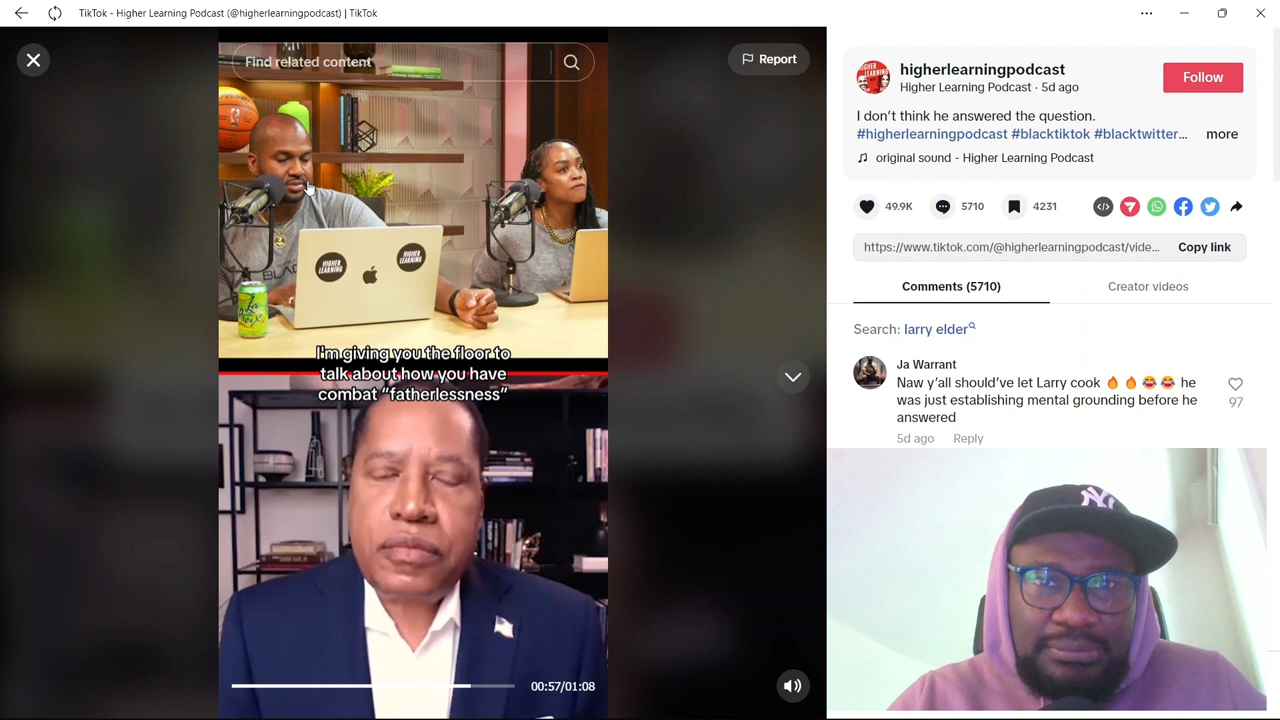 TikTok - Higher Learning Podcast (@higherlearningpodcast) | TikTok
Find related content
Report
HIGHER
LEARNING
HIGHER
LEARNING
I'm giving you the floor to
talk about how you have
combat “fatherlessness”
00:57/01:08
higherlearningpodcast
Higher Learning Podcast · 5d ago
Follow
I don’t think he answered the question.
#higherlearningpodcast #blacktiktok #blacktwitter... more
original sound - Higher Learning Podcast
49.9K 5710 4231
https://www.tiktok.com/@higherlearningpodcast/vide... Copy link
Comments (5710) Creator videos
Search: larry elder
Ja Warrant
Naw y’all should’ve let Larry cook 🔥 🔥 😂 😂 he
was just establishing mental grounding before he
answered
97
5d ago Reply